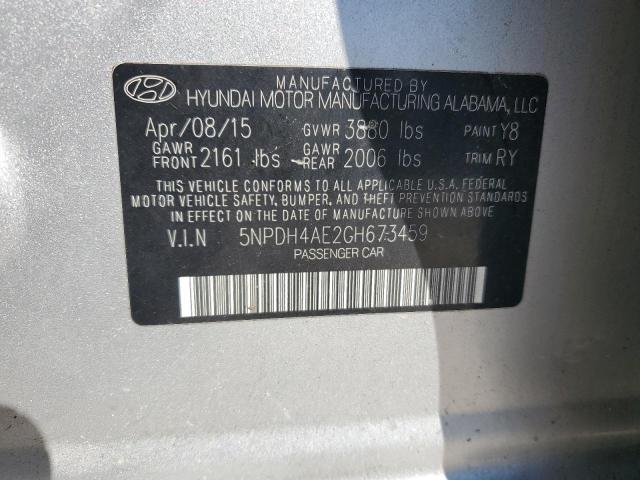 MANUFACTURED BY
HYUNDAI MOTOR MANUFACTURING ALABAMA, LLC
Apr/08/15 GVWR 3880 lbs PAINT Y8
GAWR FRONT 2161 lbs GAWR REAR 2006 lbs TRIM RY
THIS VEHICLE CONFORMS TO ALL APPLICABLE U.S.A. FEDERAL
MOTOR VEHICLE SAFETY, BUMPER, AND THEFT PREVENTION STANDARDS
IN EFFECT ON THE DATE OF MANUFACTURE SHOWN ABOVE.
V.I.N 5NPDH4AE2GH673459
PASSENGER CAR